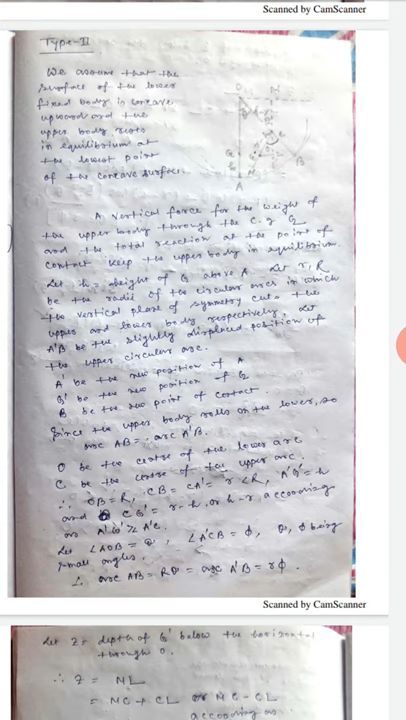 Scanned by CamScanner
Type-II
We assume that the
surface of the lower
fixed body is concave
upward and the
upper body rests
in equilibrium at
the lowest point
of the concave surface.
A vertical force for the weight of
the upper body through the c.g G
and the total reaction at the point of
contact keep the upper body in equilibrium.
Let h = height of G above A. Let r, R
be the radii of the circular arcs in which
the vertical plane of symmetry cuts the
upper and lower body respectively. Let
A'B be the slightly displaced position of
the upper circular arc.
A' be the new position of A
G' be the new position of G
B be the new point of contact.
Since the upper body rolls on the lower, so
arc AB = arc A'B.
O be the centre of the lower arc
C be the centre of the upper arc.
∴ OB = R, CB = CA' = r < R, A'G' = h
and CG' = r-h, or h-r, according
as A'G' ≷ A'C.
Let ∠AOB = θ, ∠A'CB = φ, θ, φ being
small angles.
∴ arc AB = Rθ = arc A'B = rφ.
Scanned by CamScanner
Let Z = depth of G' below the horizontal
through O.
∴ Z = NL
= NC + CL or NC - CL
according as